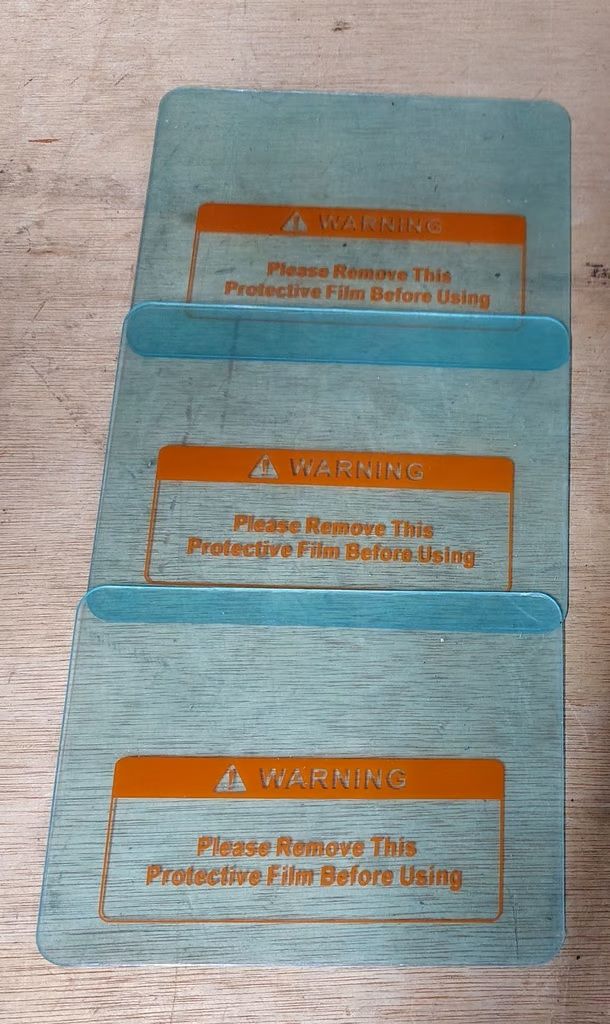 WARNING
Please Remove This
Protective Film Before Using
WARNING
Please Remove This
Protective Film Before Using
WARNING
Please Remove This
Protective Film Before Using